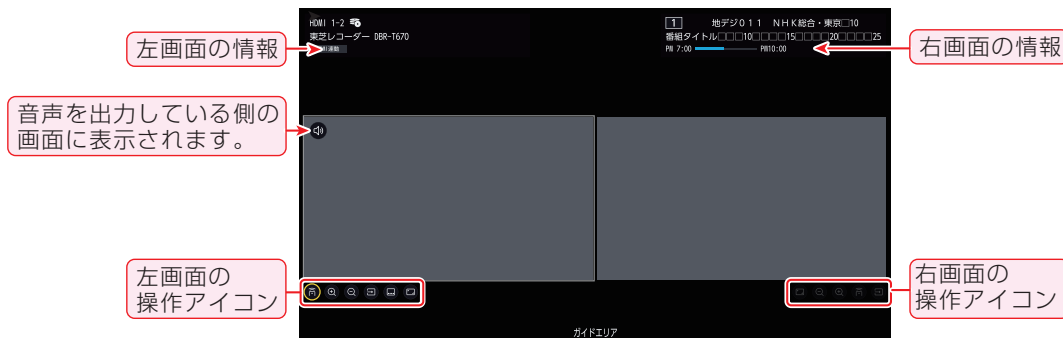 左画面の情報
HDMI 1-2
東芝レコーダー DBR-T670
連動
1 地デジ０１１ ＮＨＫ総合・東京□10
番組タイトル□□□10□□□□15□□□□20□□□□25
PM 7:00 PM10:00
右画面の情報
音声を出力している側の
画面に表示されます。
左画面の
操作アイコン
右画面の
操作アイコン
ガイドエリア